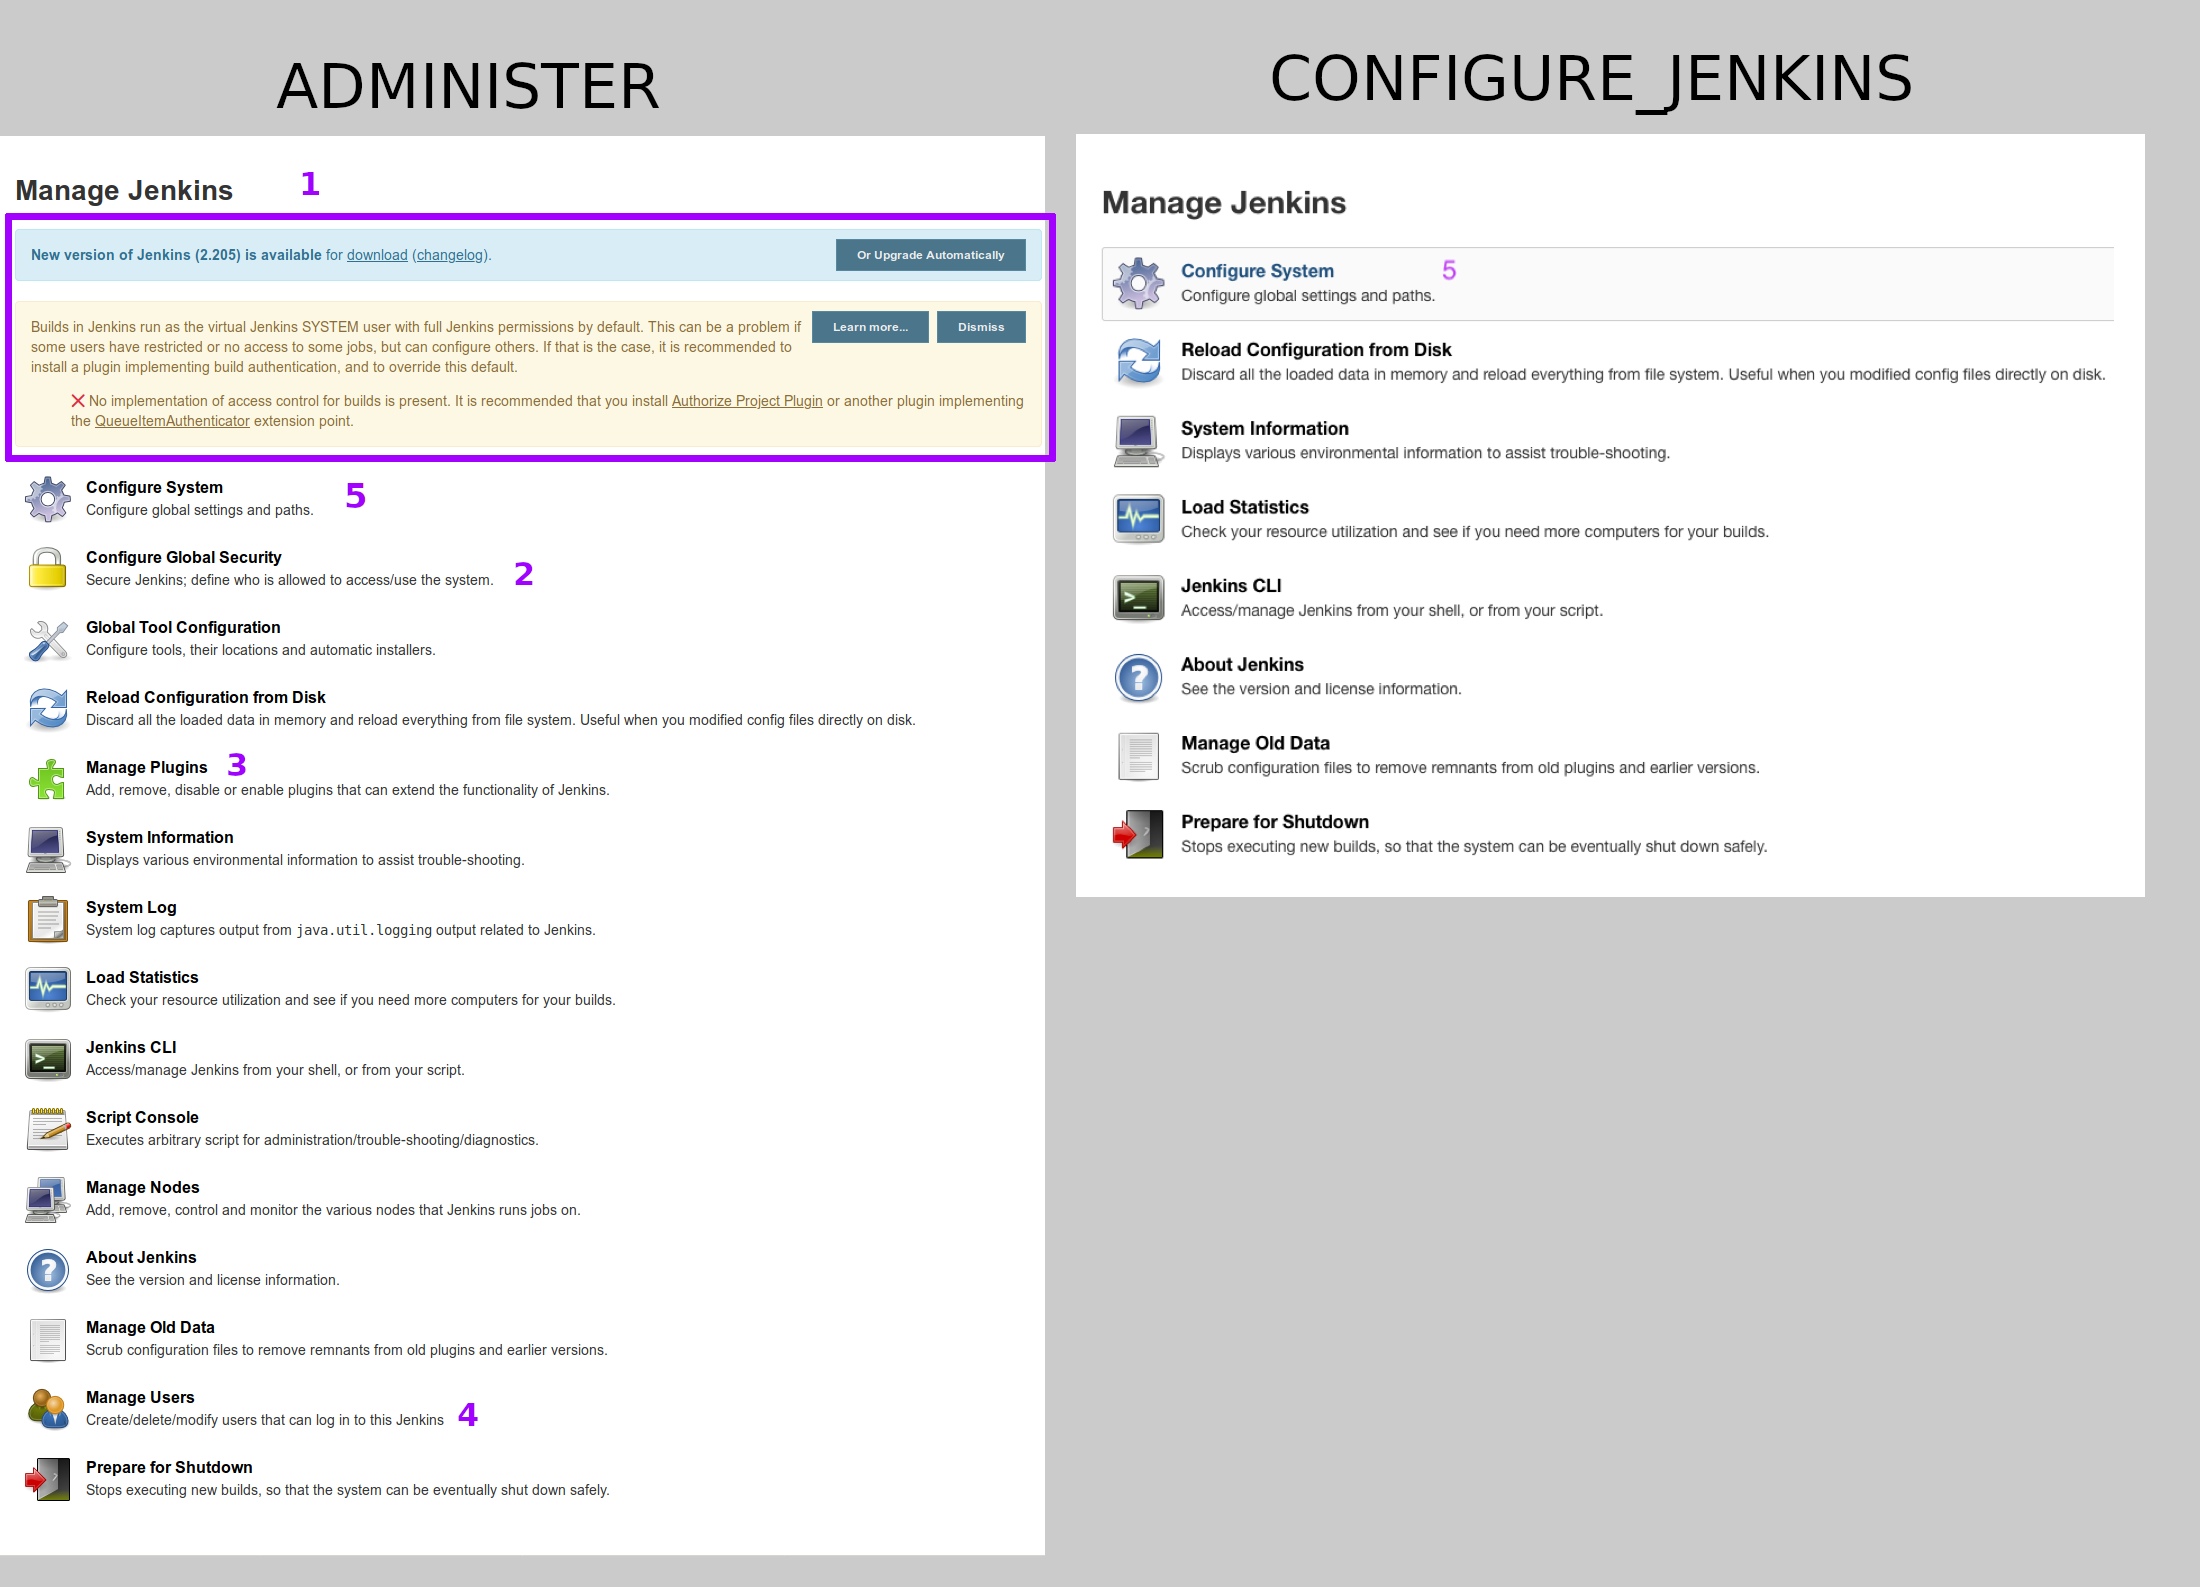 ADMINISTER
Manage Jenkins 1
New version of Jenkins (2.205) is available for download (changelog).
Or Upgrade Automatically
Builds in Jenkins run as the virtual Jenkins SYSTEM user with full Jenkins permissions by default. This can be a problem if
some users have restricted or no access to some jobs, but can configure others. If that is the case, it is recommended to
install a plugin implementing build authentication, and to override this default.
Learn more...
Dismiss
No implementation of access control for builds is present. It is recommended that you install Authorize Project Plugin or another plugin implementing
the QueueItemAuthenticator extension point.
Configure System 5
Configure global settings and paths.
Configure Global Security
Secure Jenkins; define who is allowed to access/use the system. 2
Global Tool Configuration
Configure tools, their locations and automatic installers.
Reload Configuration from Disk
Discard all the loaded data in memory and reload everything from file system. Useful when you modified config files directly on disk.
Manage Plugins 3
Add, remove, disable or enable plugins that can extend the functionality of Jenkins.
System Information
Displays various environmental information to assist trouble-shooting.
System Log
System log captures output from java.util.logging output related to Jenkins.
Load Statistics
Check your resource utilization and see if you need more computers for your builds.
Jenkins CLI
Access/manage Jenkins from your shell, or from your script.
Script Console
Executes arbitrary script for administration/trouble-shooting/diagnostics.
Manage Nodes
Add, remove, control and monitor the various nodes that Jenkins runs jobs on.
About Jenkins
See the version and license information.
Manage Old Data
Scrub configuration files to remove remnants from old plugins and earlier versions.
Manage Users
Create/delete/modify users that can log in to this Jenkins 4
Prepare for Shutdown
Stops executing new builds, so that the system can be eventually shut down safely.
CONFIGURE_JENKINS
Manage Jenkins
Configure System 5
Configure global settings and paths.
Reload Configuration from Disk
Discard all the loaded data in memory and reload everything from file system. Useful when you modified config files directly on disk.
System Information
Displays various environmental information to assist trouble-shooting.
Load Statistics
Check your resource utilization and see if you need more computers for your builds.
Jenkins CLI
Access/manage Jenkins from your shell, or from your script.
About Jenkins
See the version and license information.
Manage Old Data
Scrub configuration files to remove remnants from old plugins and earlier versions.
Prepare for Shutdown
Stops executing new builds, so that the system can be eventually shut down safely.